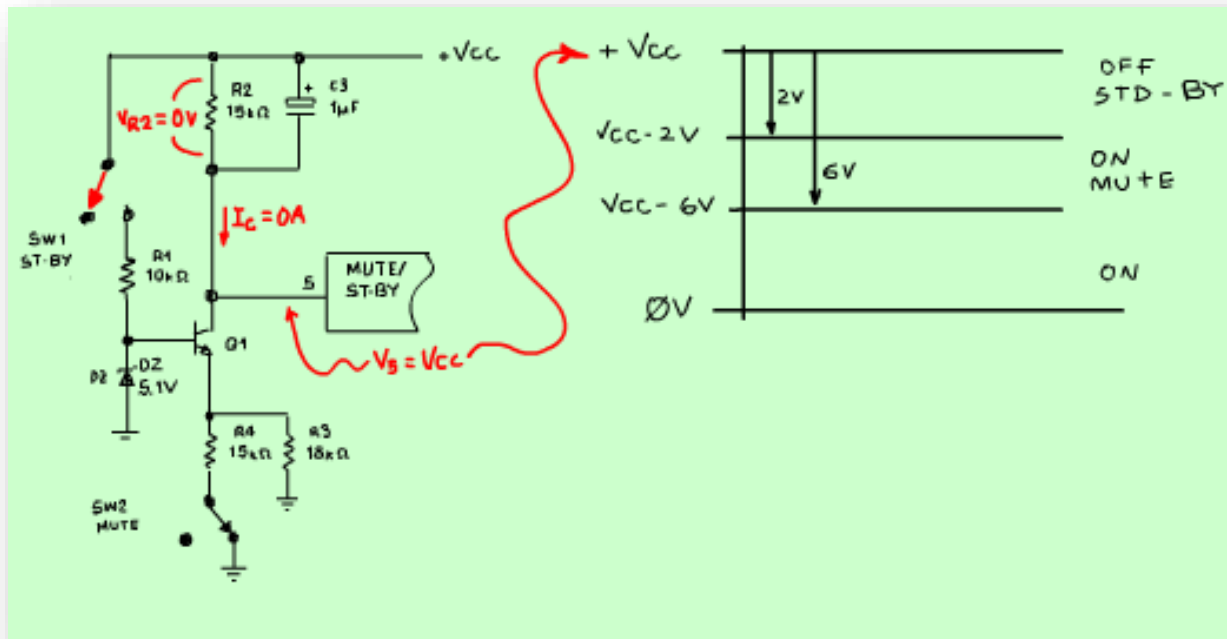 +Vcc
R2
15kΩ
+
C3
1µF
VR2=0V
Ic=0A
SW1
ST-BY
R1
10kΩ
5
MUTE/
ST-BY
Q1
V5=Vcc
DZ
DZ
5.1V
R4
15kΩ
R3
18kΩ
SW2
MUTE
+ Vcc
2V
OFF
STD-BY
Vcc-2V
6V
ON
MUTE
Vcc-6V
ON
ØV